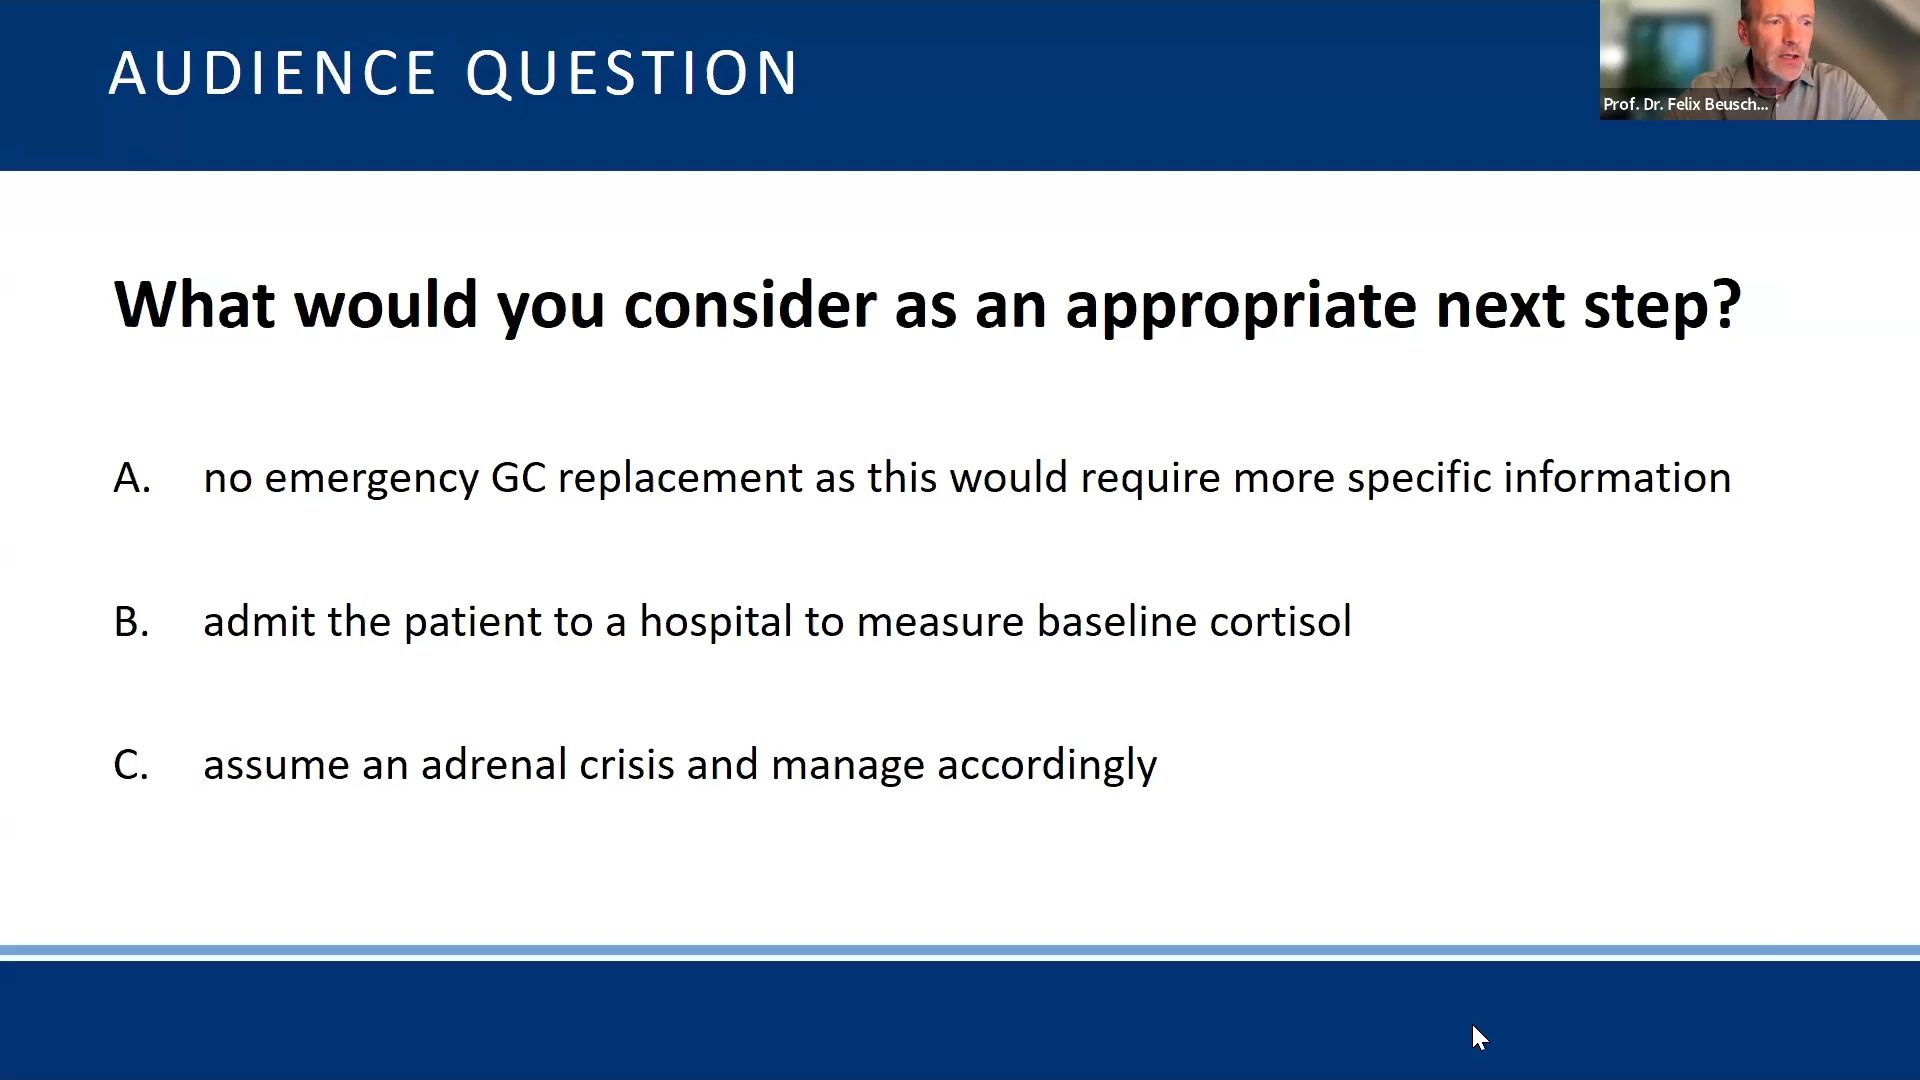 AUDIENCE QUESTION
Prof. Dr. Felix Beusch...
What would you consider as an appropriate next step?
A. no emergency GC replacement as this would require more specific information
B. admit the patient to a hospital to measure baseline cortisol
C. assume an adrenal crisis and manage accordingly